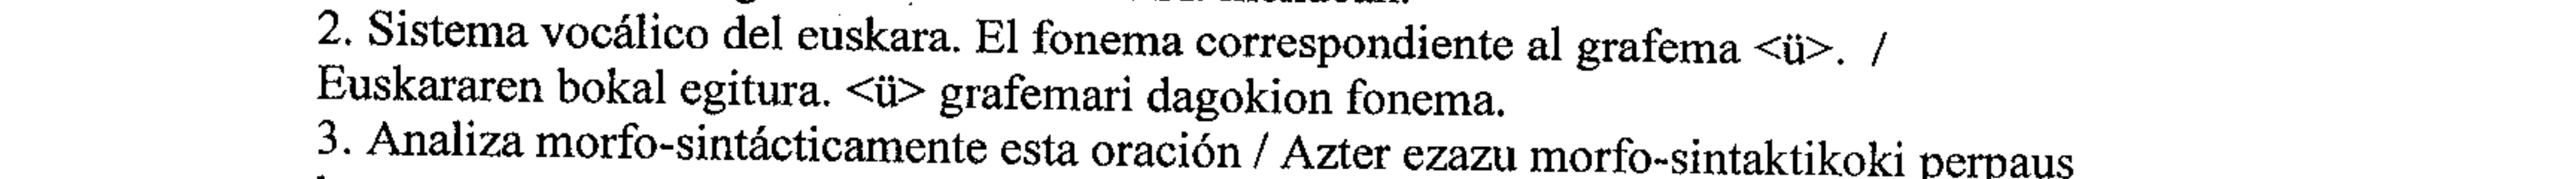 2. Sistema vocálico del euskara. El fonema correspondiente al grafema <ü>. /
Euskararen bokal egitura. <ü> grafemari dagokion fonema.
3. Analiza morfo-sintácticamente esta oración / Azter ezazu morfo-sintaktikoki perpaus